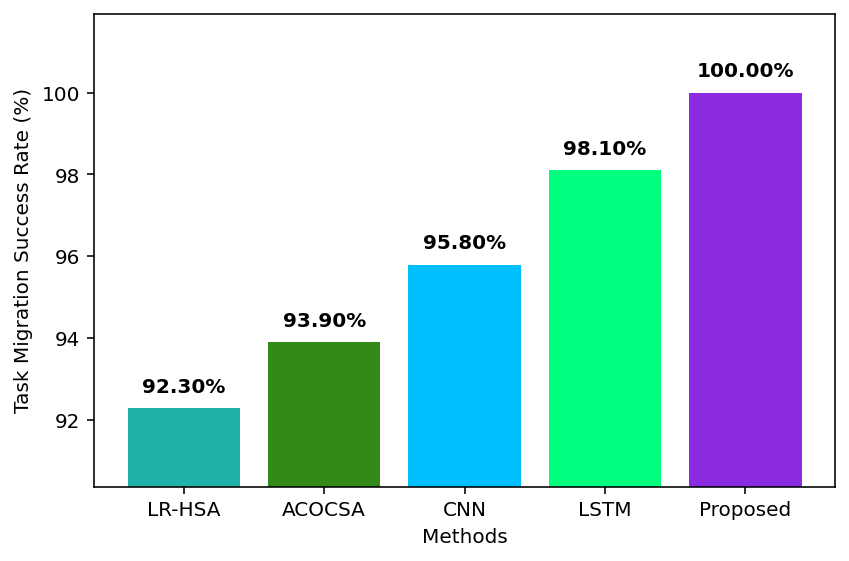 Task Migration Success Rate (%)
100
98
96
94
92
92.30%
93.90%
95.80%
98.10%
100.00%
LR-HSA
ACOCSA
CNN
LSTM
Proposed
Methods